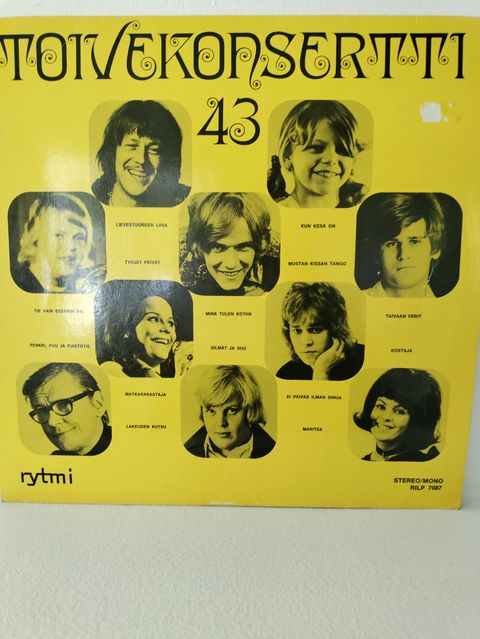 TOIVEKONSERTTI
43
LIEVESTUOREEN LIISA
KUN KESÄ ON
TYHJÄT PÄIVÄT
MUSTAN KISSAN TANGO
TIE VAIN EESPÄIN VIE
MINÄ TULEN KOTIIN
TAIVAAN VÄRIT
PENKKI, PUU JA PUISTOTIE
SILMÄT JA SUU
KOSTAJA
MATKARAKASTAJA
EI PÄIVÄÄ ILMAN SINUA
LAKEUDEN KUTSU
MARITZA
rytmi
STEREO/MONO
RILP 7087